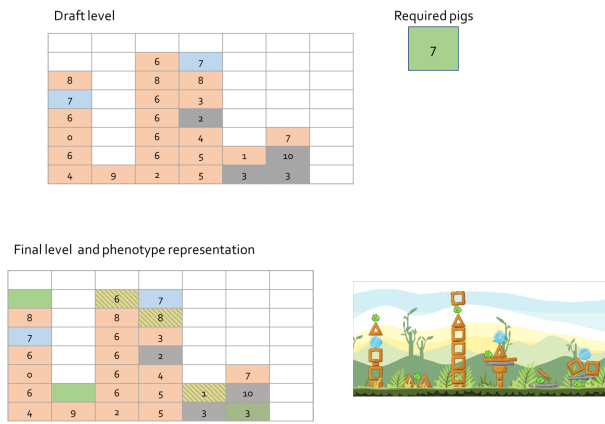 Draft level
Required pigs
7
6 7
8 8 8
7 6 3
6 6 2
0 6 4 7
6 6 5 1 10
4 9 2 5 3 3
Final level and phenotype representation
6 7
8 8 8
7 6 3
6 6 2
0 6 4 7
6 6 5 1 10
4 9 2 5 3 3